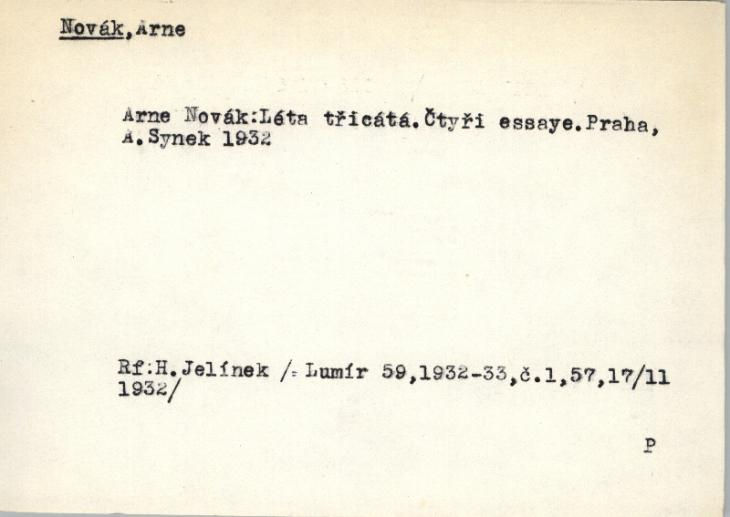 Novák,Arne
Arne Novák:Léta třicátá.Čtyři essaye.Praha,
A.Synek 1932
Rf:H.Jelínek /= Lumír 59,1932-33,č.1,57,17/11
1932/
P